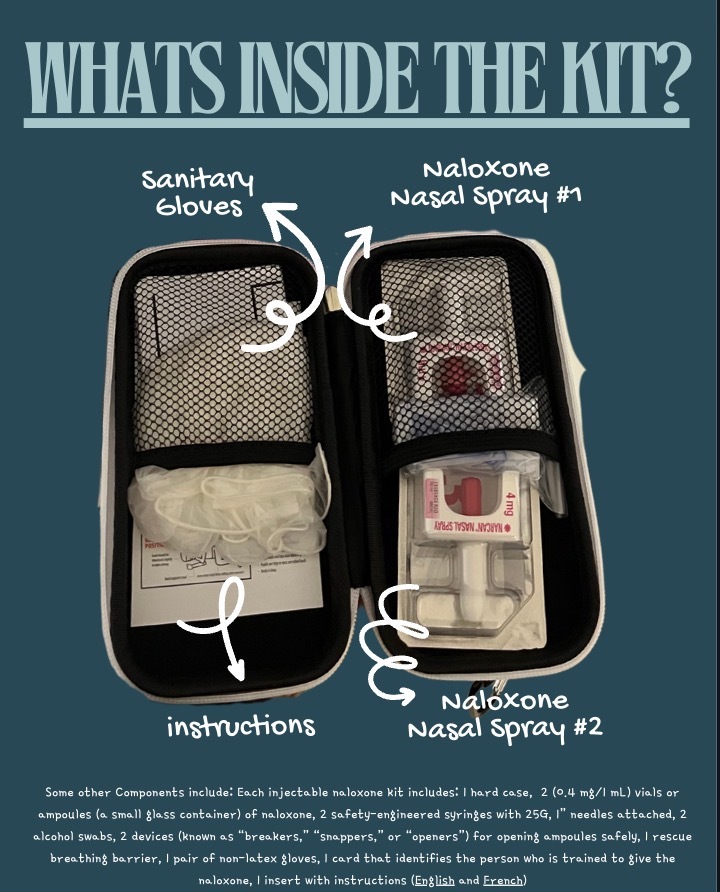 WHATS INSIDE THE KIT?
Sanitary
Gloves
Naloxone
Nasal Spray #1
4 mg
NARCAN® NASAL SPRAY
instructions
Naloxone
Nasal Spray #2
Some other Components include: Each injectable naloxone kit includes: 1 hard case, 2 (0.4 mg/1 mL) vials or
ampoules (a small glass container) of naloxone, 2 safety-engineered syringes with 25G, 1” needles attached, 2
alcohol swabs, 2 devices (known as “breakers,” “snappers,” or “openers”) for opening ampoules safely, 1 rescue
breathing barrier, 1 pair of non-latex gloves, 1 card that identifies the person who is trained to give the
naloxone, 1 insert with instructions (English and French)